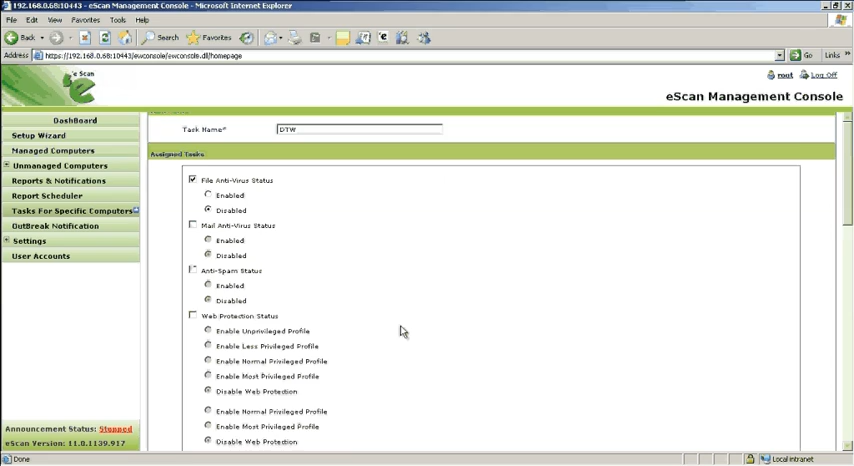 192.168.0.68:10443 - eScan Management Console - Microsoft Internet Explorer
File Edit View Favorites Tools Help
Back Search Favorites
Address https://192.168.0.68:10443/ewconsole/ewconsole.dll/homepage Go Links
e Scan
root Log Off
eScan Management Console
DashBoard
Setup Wizard
Managed Computers
Unmanaged Computers
Reports & Notifications
Report Scheduler
Tasks For Specific Computers
OutBreak Notification
Settings
User Accounts
Announcement Status: Stopped
eScan Version: 11.0.1139.917
Task Name* DTW
Assigned Tasks
File Anti-Virus Status
Enabled
Disabled
Mail Anti-Virus Status
Enabled
Disabled
Anti-Spam Status
Enabled
Disabled
Web Protection Status
Enable Unprivileged Profile
Enable Less Privileged Profile
Enable Normal Privileged Profile
Enable Most Privileged Profile
Disable Web Protection
Enable Normal Privileged Profile
Enable Most Privileged Profile
Disable Web Protection
Done Local intranet